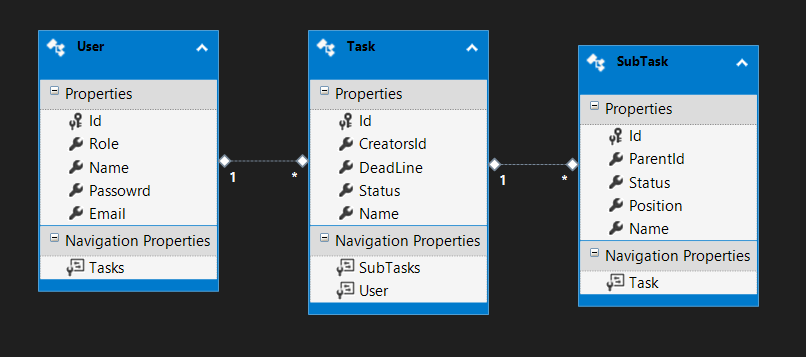 User
Properties
Id
Role
Name
Passowrd
Email
Navigation Properties
Tasks
1
*
Task
Properties
Id
CreatorsId
DeadLine
Status
Name
Navigation Properties
SubTasks
User
1
*
SubTask
Properties
Id
ParentId
Status
Position
Name
Navigation Properties
Task